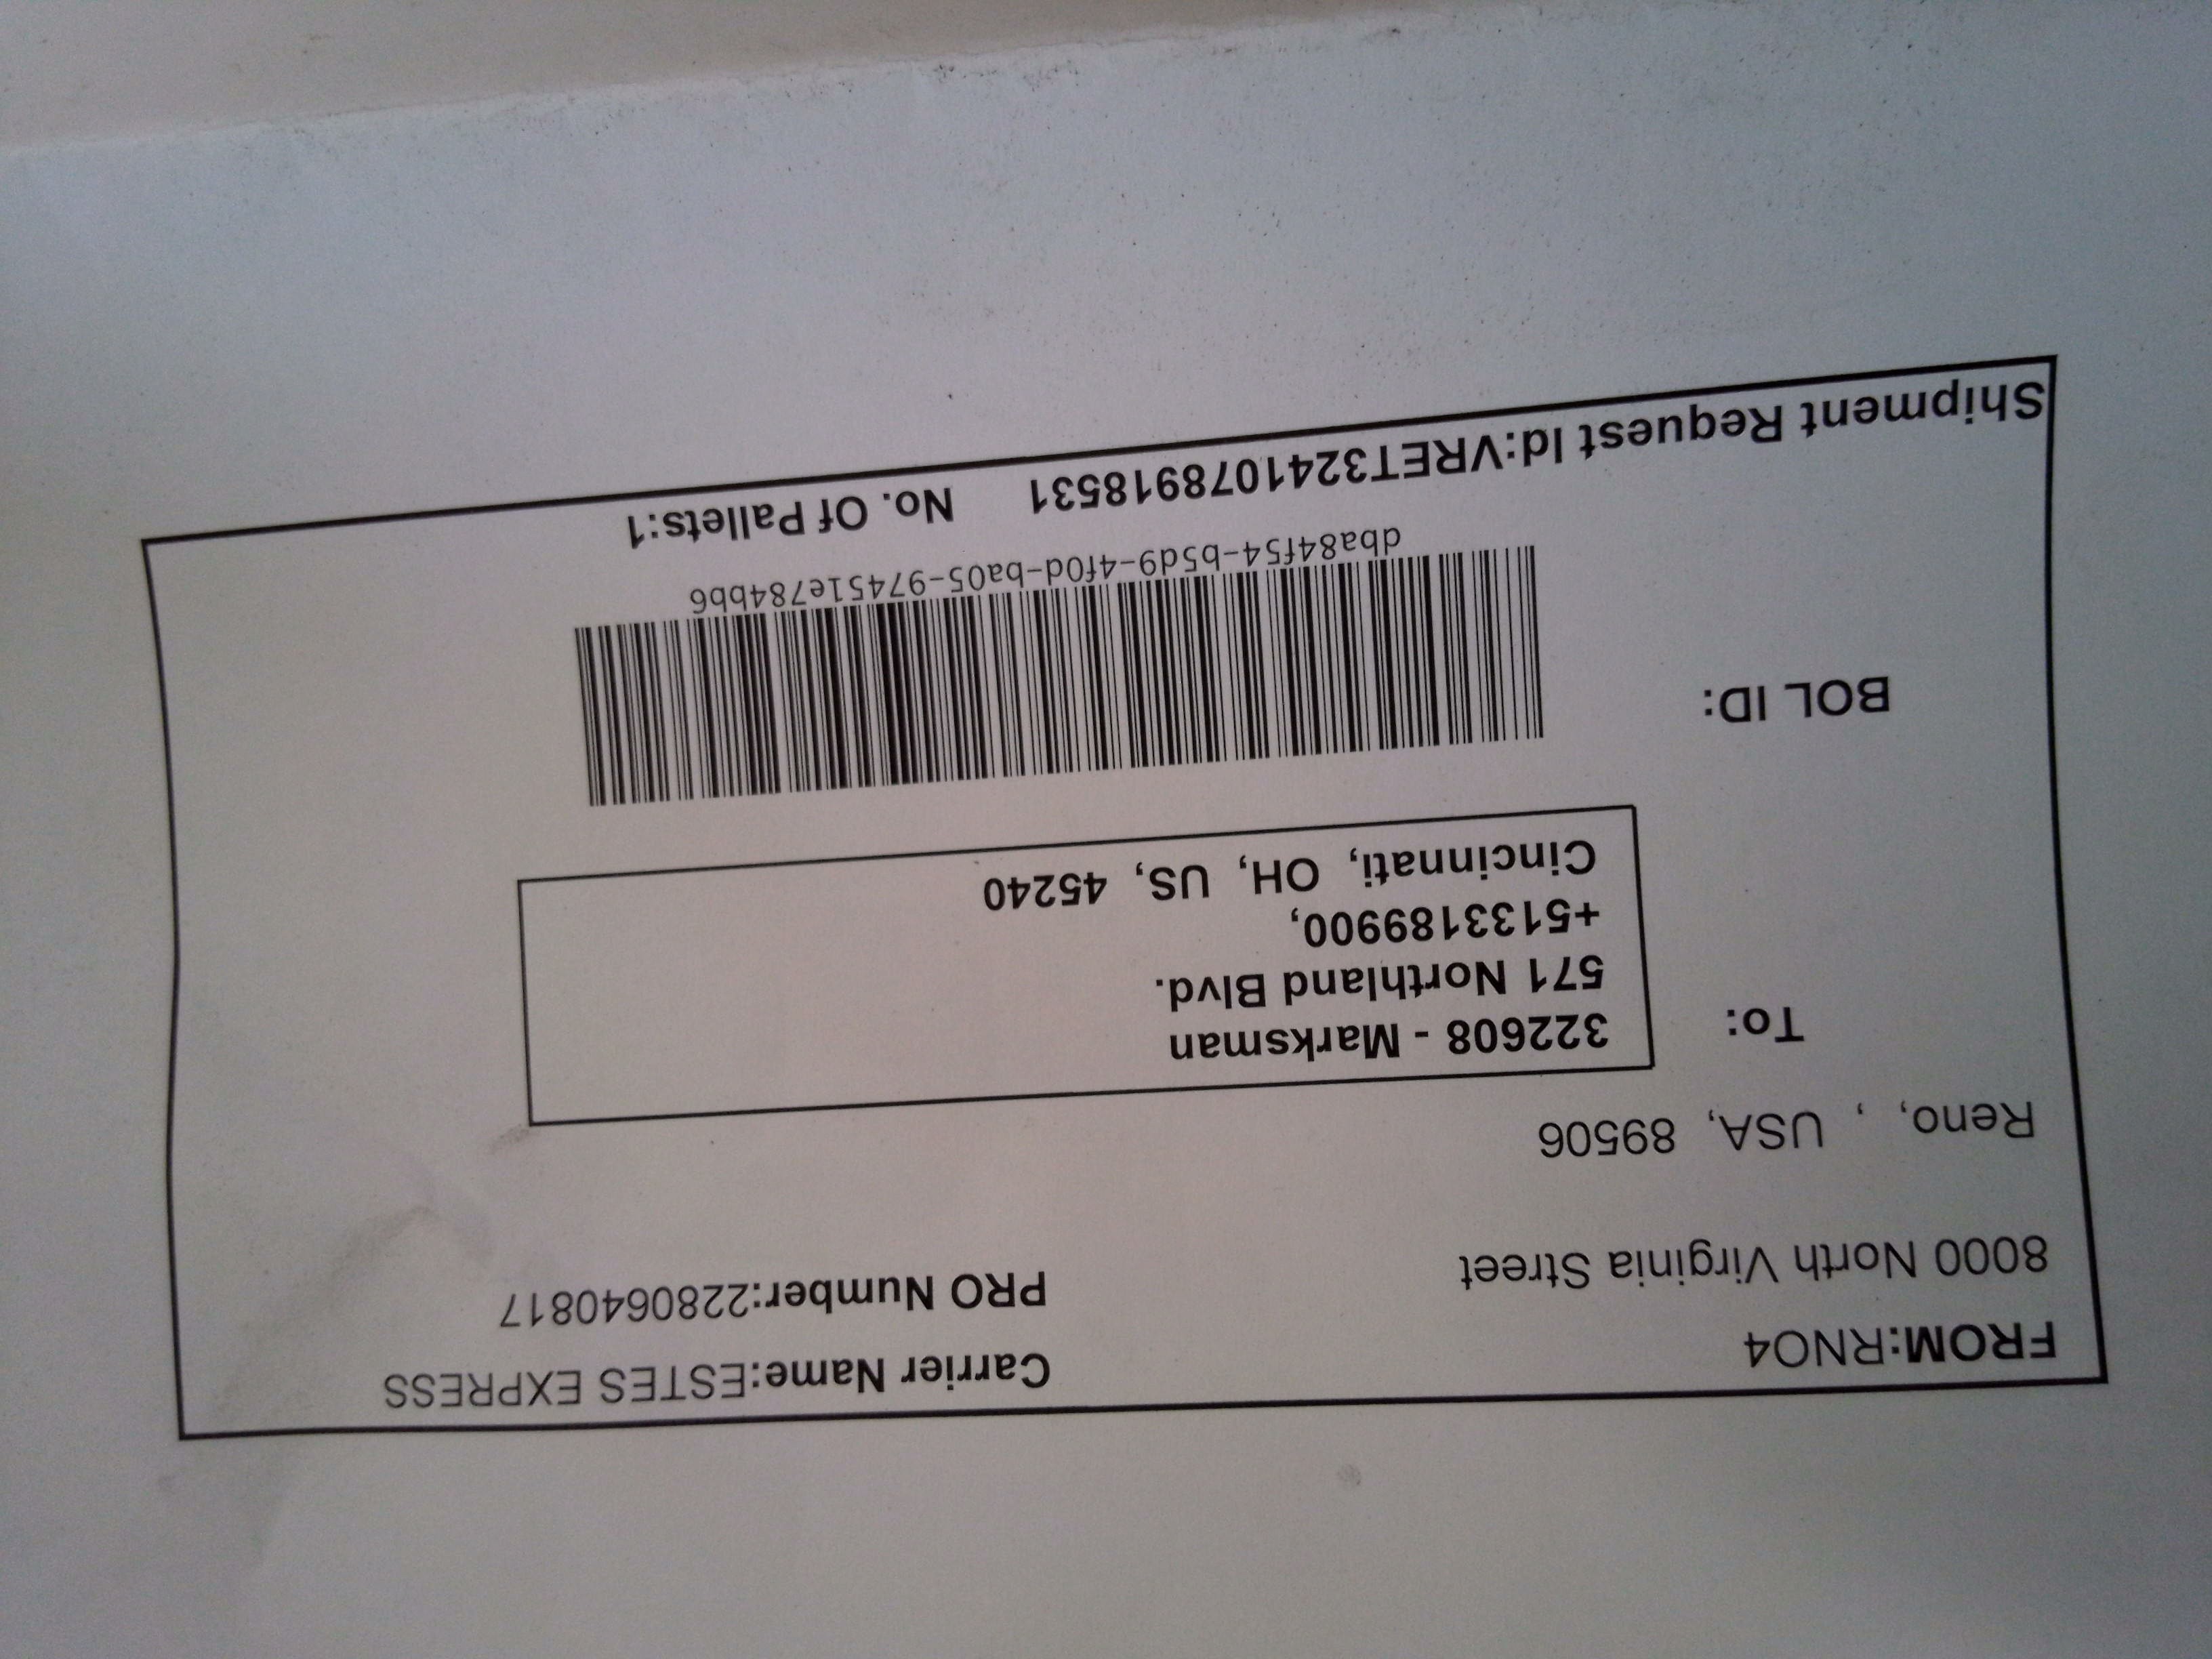 FROM:RNO4
Carrier Name:ESTES EXPRESS
8000 North Virginia Street
PRO Number:2280640817
Reno, , USA, 89506
To:
322608 - Marksman
571 Northland Blvd.
+5133189900,
Cincinnati, OH, US, 45240
BOL ID:
dba84f54-b5d9-4f0d-ba05-97451e784bb6
Shipment Request Id:VRET3241078918531 No. Of Pallets:1